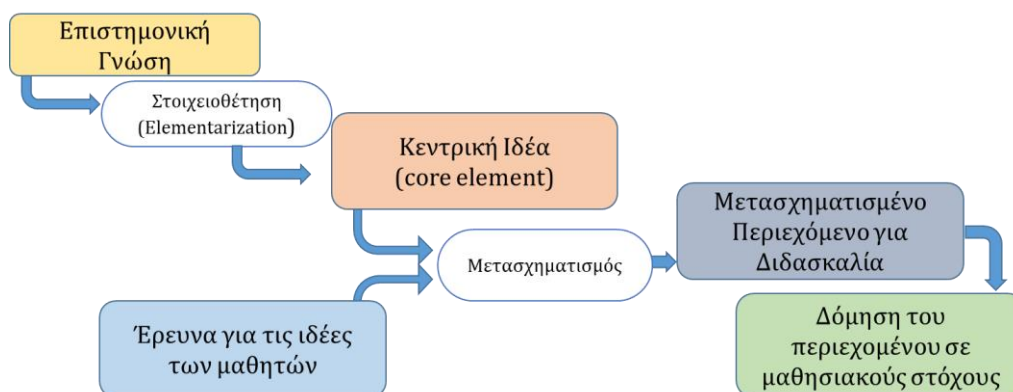 Επιστημονική
Γνώση
Στοιχειοθέτηση
(Elementarization)
Κεντρική Ιδέα
(core element)
Μετασχηματισμένο
Περιεχόμενο για
Διδασκαλία
Μετασχηματισμός
Έρευνα για τις ιδέες
των μαθητών
Δόμηση του
περιεχομένου σε
μαθησιακούς στόχους